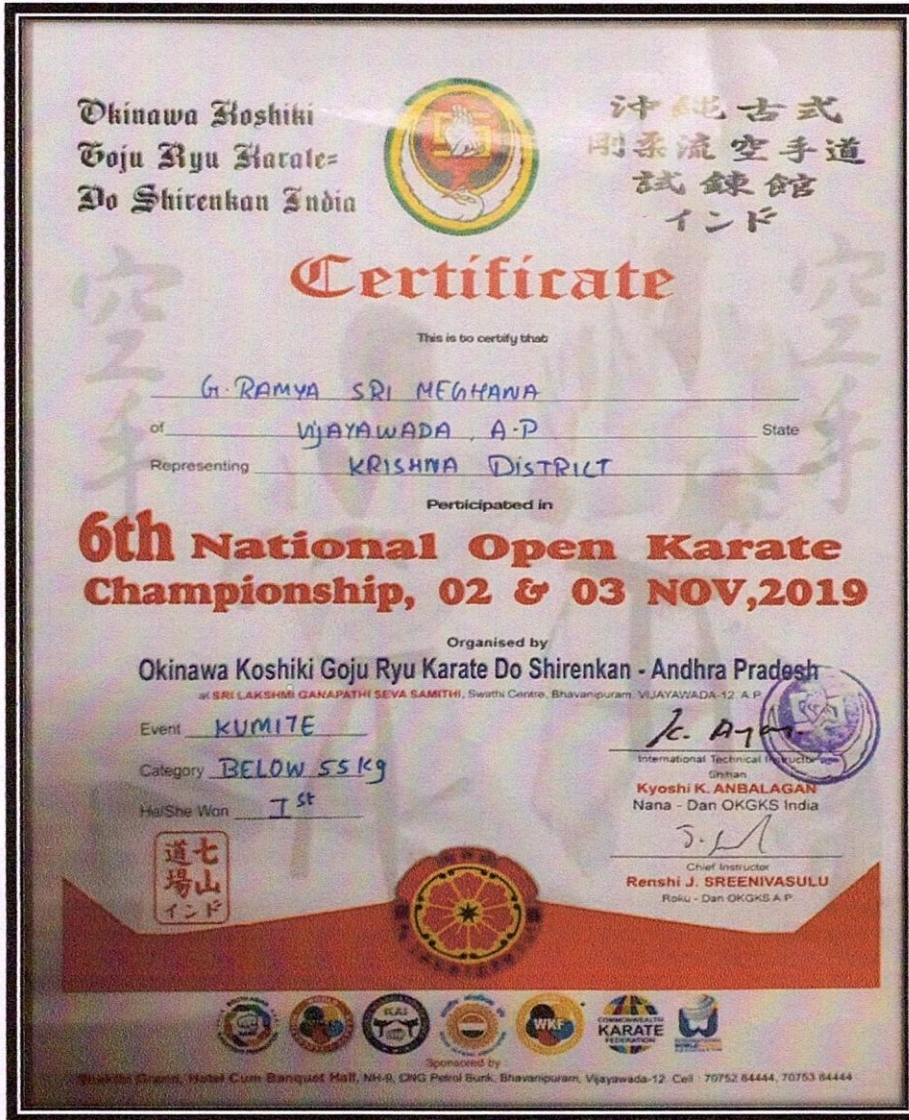 Okinawa Koshiki
Goju Ryu Karate-
Do Shirenkan India
沖縄古式
剛柔流空手道
試錬館
インド
Certificate
This is to certify that
G. RAMYA SRI MEGHANA
of VIJAYAWADA, A.P State
Representing KRISHNA DISTRICT
Perticipated in
6th National Open Karate
Championship, 02 & 03 NOV,2019
Organised by
Okinawa Koshiki Goju Ryu Karate Do Shirenkan - Andhra Pradesh
at SRI LAKSHMI GANAPATHI SEVA SAMITHI, Swathi Centre, Bhavanipuram, VIJAYAWADA-12. A.P.
Event KUMITE
Category BELOW 55 Kg
He/She Won Ist
International Technical Instructor
Shihan
Kyoshi K. ANBALAGAN
Nana - Dan OKGKS India
Chief Instructor
Renshi J. SREENIVASULU
Roku - Dan OKGKS A.P.
空手
空手
七山
道場
インド
WKF
COMMONWEALTH
KARATE
FEDERATION
Sponsored by
Grand, Hotel Cum Banquet Hall, NH-9, CNG Petrol Bunk, Bhavanipuram, Vijayawada-12. Cell : 70752 84444, 70753 84444